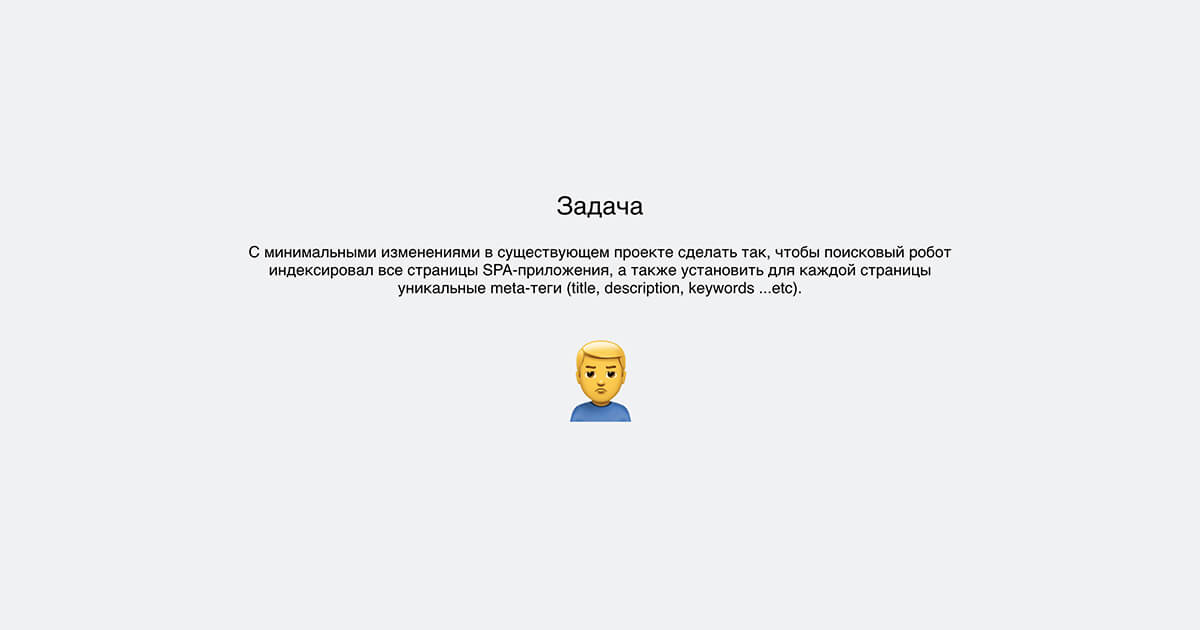 Задача
С минимальными изменениями в существующем проекте сделать так, чтобы поисковый робот
индексировал все страницы SPA-приложения, а также установить для каждой страницы
уникальные meta-теги (title, description, keywords ...etc).